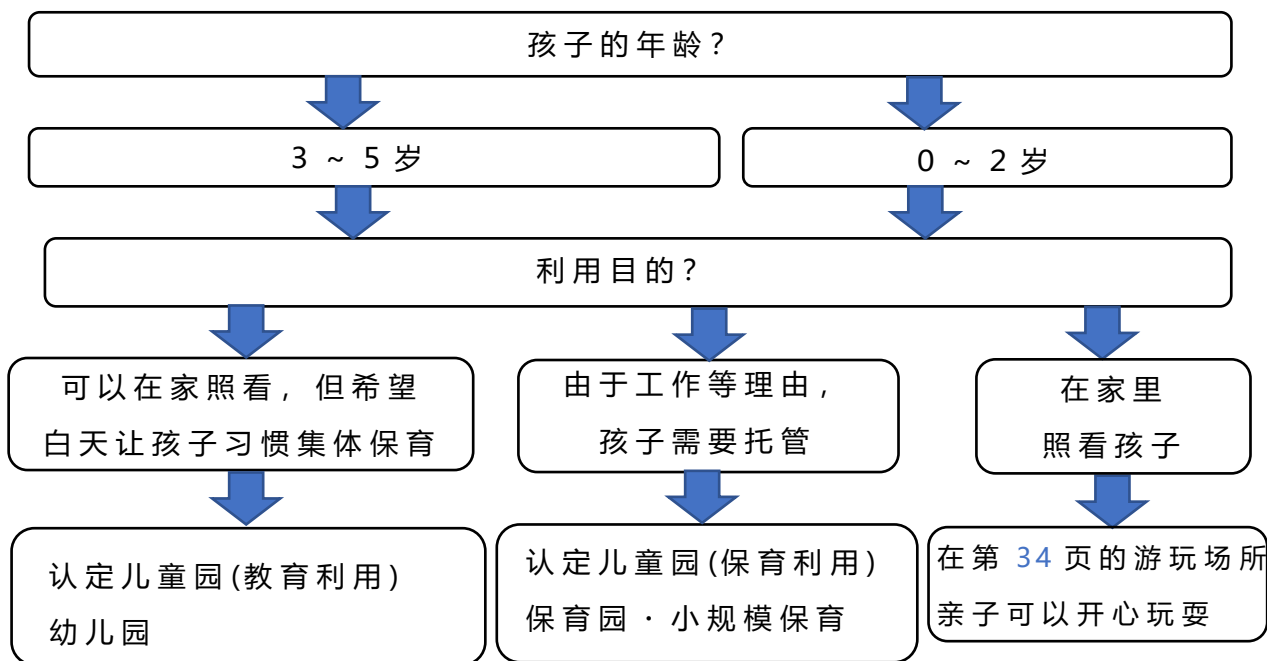 孩子的年龄？
3 ~ 5 岁
0 ~ 2 岁
利用目的？
可以在家照看，但希望
白天让孩子习惯集体保育
由于工作等理由，
孩子需要托管
在家里
照看孩子
认定儿童园(教育利用)
幼儿园
认定儿童园(保育利用)
保育园・小规模保育
在第 34 页的游玩场所
亲子可以开心玩耍